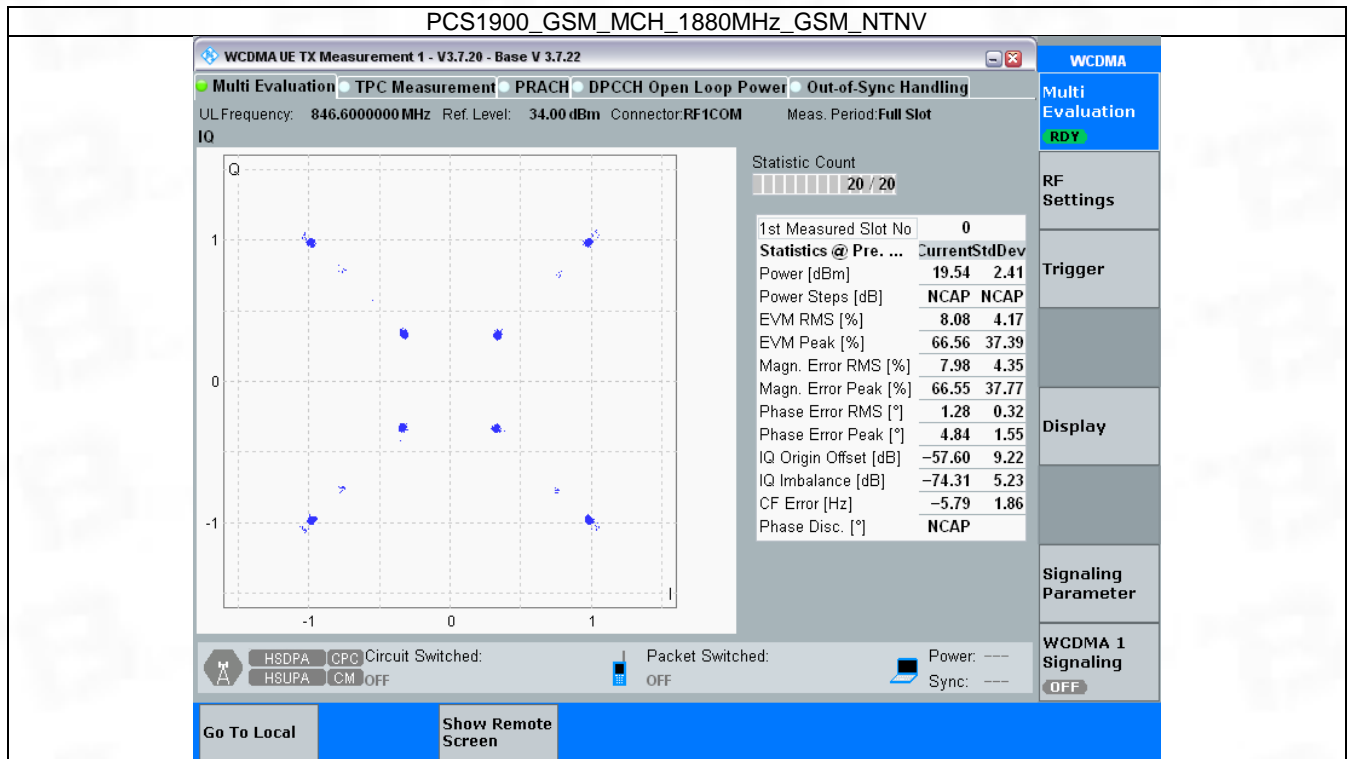 PCS1900_GSM_MCH_1880MHz_GSM_NTNV
WCDMA UE TX Measurement 1 - V3.7.20 - Base V 3.7.22
WCDMA
Multi Evaluation TPC Measurement PRACH DPCCH Open Loop Power Out-of-Sync Handling
Multi
Evaluation
RDY
UL Frequency: 846.6000000 MHz Ref. Level: 34.00 dBm Connector:RF1COM Meas. Period:Full Slot
IQ
Q
1
0
-1
I
-1 0 1
Statistic Count
20 / 20
1st Measured Slot No 0
Statistics @ Pre. ... CurrentStdDev
Power [dBm] 19.54 2.41
Power Steps [dB] NCAP NCAP
EVM RMS [%] 8.08 4.17
EVM Peak [%] 66.56 37.39
Magn. Error RMS [%] 7.98 4.35
Magn. Error Peak [%] 66.55 37.77
Phase Error RMS [°] 1.28 0.32
Phase Error Peak [°] 4.84 1.55
IQ Origin Offset [dB] −57.60 9.22
IQ Imbalance [dB] −74.31 5.23
CF Error [Hz] −5.79 1.86
Phase Disc. [°] NCAP
RF
Settings
Trigger
Display
Signaling
Parameter
WCDMA 1
Signaling
OFF
HSDPA CPC Circuit Switched: Packet Switched: Power: ---
HSUPA CM OFF OFF Sync: ---
Go To Local
Show Remote
Screen